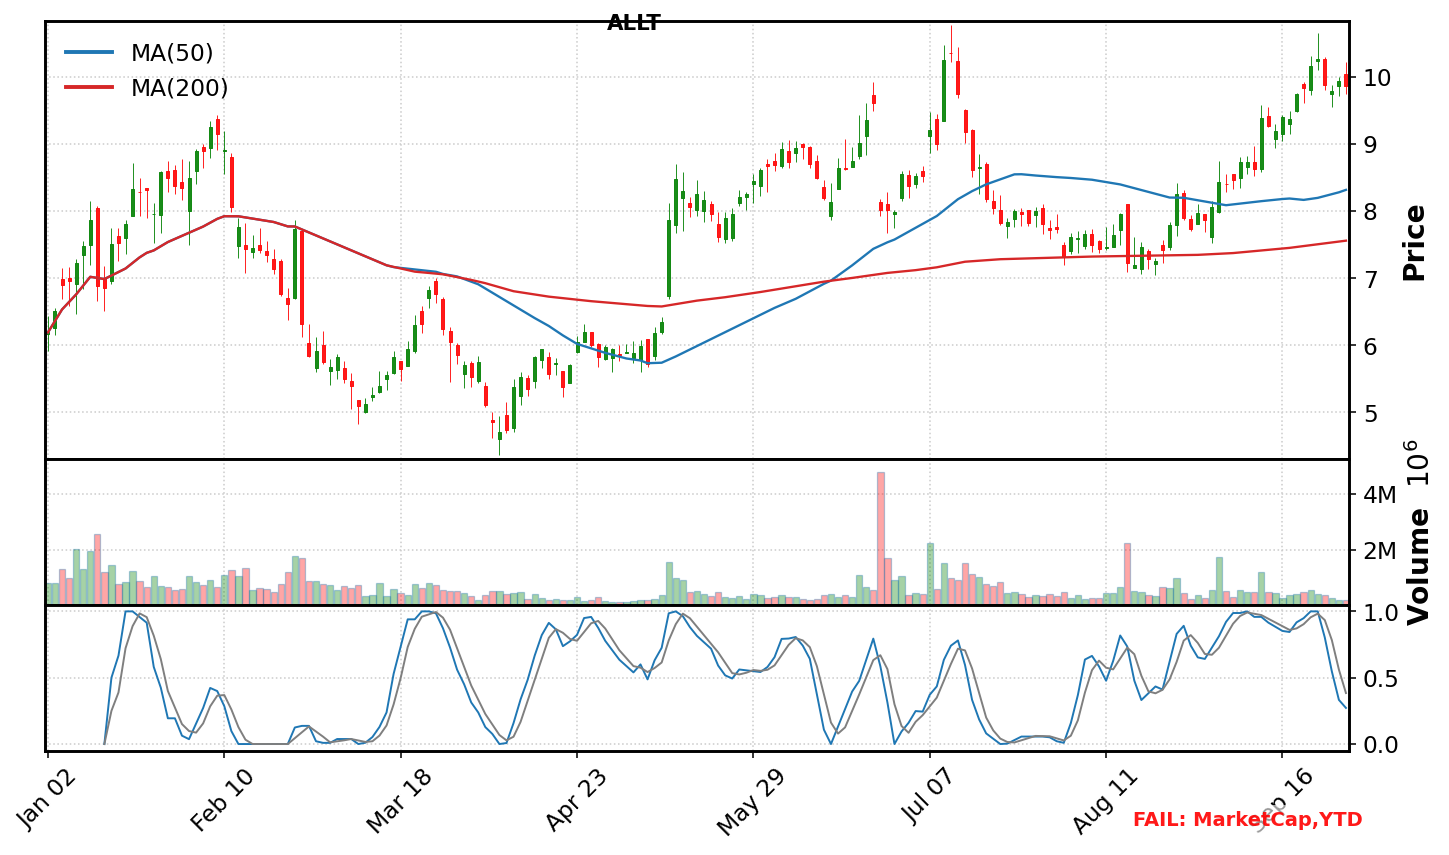 ALLT
MA(50)
MA(200)
10
9
8
7
6
5
Price
4M
2M
Volume 10⁶
1.0
0.5
0.0
Jan 02
Feb 10
Mar 18
Apr 23
May 29
Jul 07
Aug 11
Sep 16
FAIL: MarketCap,YTD